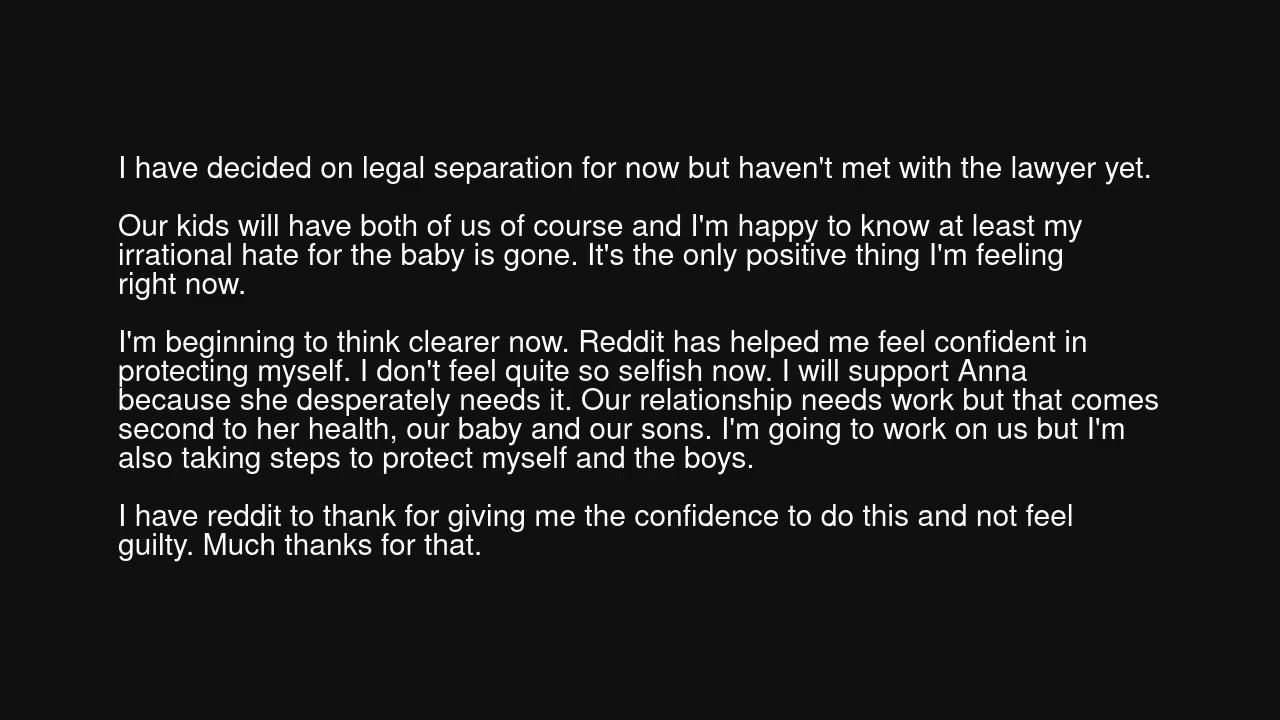 I have decided on legal separation for now but haven't met with the lawyer yet.
Our kids will have both of us of course and I'm happy to know at least my
irrational hate for the baby is gone. It's the only positive thing I'm feeling
right now.
I'm beginning to think clearer now. Reddit has helped me feel confident in
protecting myself. I don't feel quite so selfish now. I will support Anna
because she desperately needs it. Our relationship needs work but that comes
second to her health, our baby and our sons. I'm going to work on us but I'm
also taking steps to protect myself and the boys.
I have reddit to thank for giving me the confidence to do this and not feel
guilty. Much thanks for that.